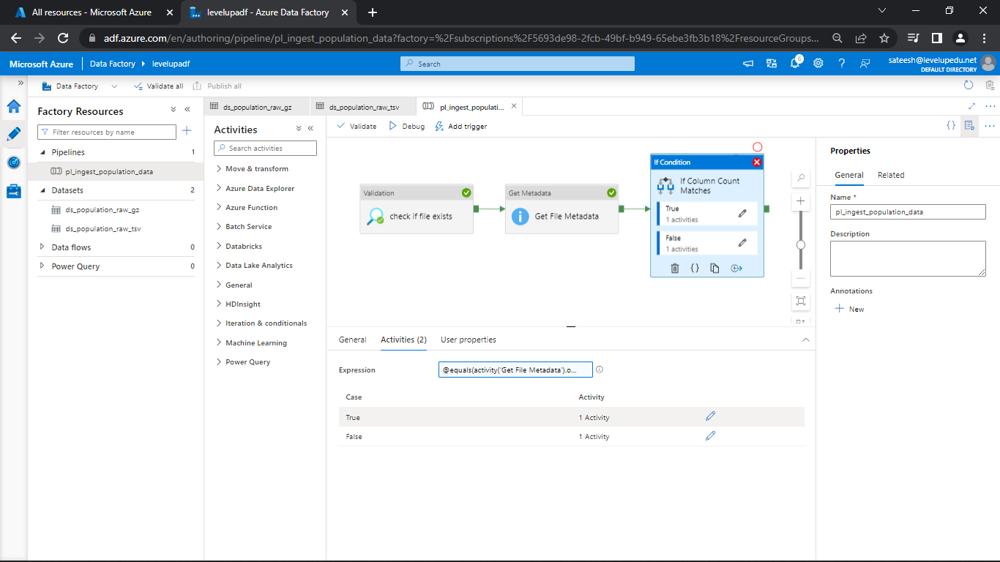 All resources - Microsoft Azure
levelupadf - Azure Data Factory
adf.azure.com/en/authoring/pipeline/pl_ingest_population_data?factory=%2Fsubscriptions%2F5693de98-2fcb-49bf-b949-65ebe3fb3b18%2FresourceGroups...
Microsoft Azure
Data Factory
levelupadf
Search
6
sateesh@levelupedu.net
DEFAULT DIRECTORY
Data Factory
Validate all
Publish all
Factory Resources
Filter resources by name
Pipelines 1
pl_ingest_population_data
Datasets 2
ds_population_raw_gz
ds_population_raw_tsv
Data flows 0
Power Query 0
ds_population_raw_gz
ds_population_raw_tsv
pl_ingest_populati...
Activities
Search activities
Move & transform
Azure Data Explorer
Azure Function
Batch Service
Databricks
Data Lake Analytics
General
HDInsight
Iteration & conditionals
Machine Learning
Power Query
Validate
Debug
Add trigger
Validation
check if file exists
Get Metadata
Get File Metadata
If Condition
If Column Count
Matches
True
1 activities
False
1 activities
General
Activities (2)
User properties
Expression
@equals(activity('Get File Metadata').o...
Case Activity
True 1 Activity
False 1 Activity
Properties
General
Related
Name *
pl_ingest_population_data
Description
Annotations
New